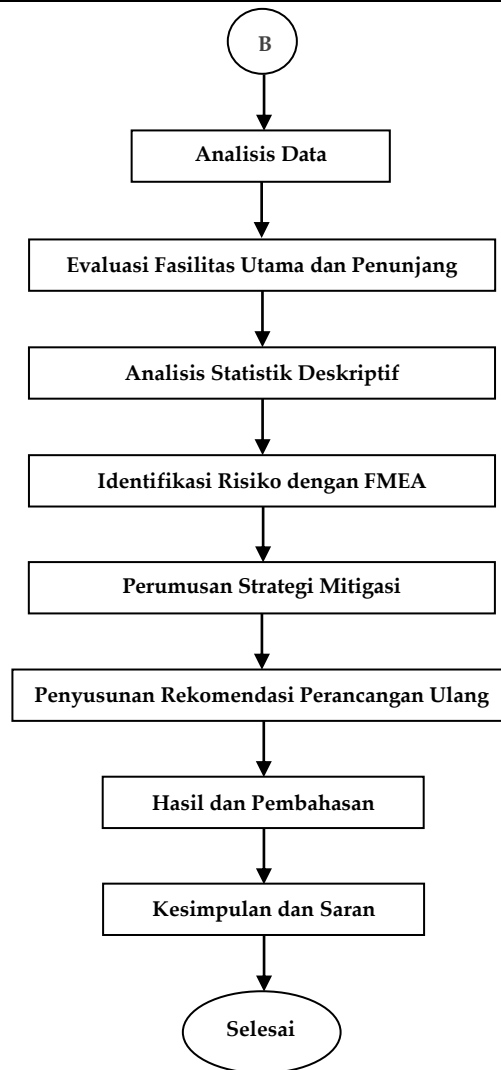 B
Analisis Data
Evaluasi Fasilitas Utama dan Penunjang
Analisis Statistik Deskriptif
Identifikasi Risiko dengan FMEA
Perumusan Strategi Mitigasi
Penyusunan Rekomendasi Perancangan Ulang
Hasil dan Pembahasan
Kesimpulan dan Saran
Selesai